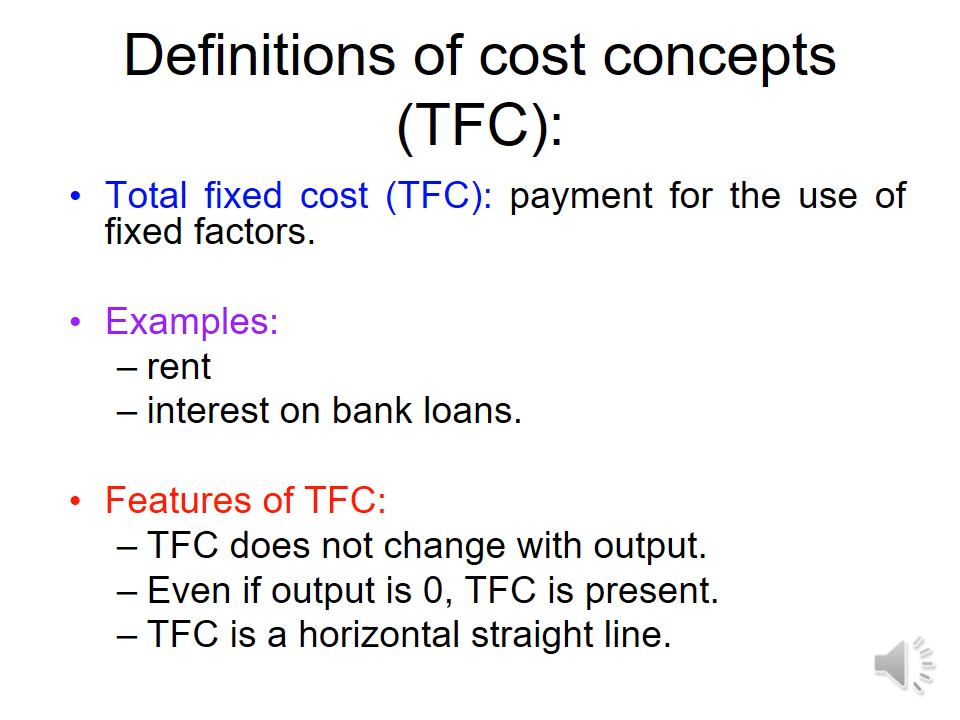 Definitions of cost concepts
(TFC):
• Total fixed cost (TFC): payment for the use of
fixed factors.
• Examples:
– rent
– interest on bank loans.
• Features of TFC:
– TFC does not change with output.
– Even if output is 0, TFC is present.
– TFC is a horizontal straight line.